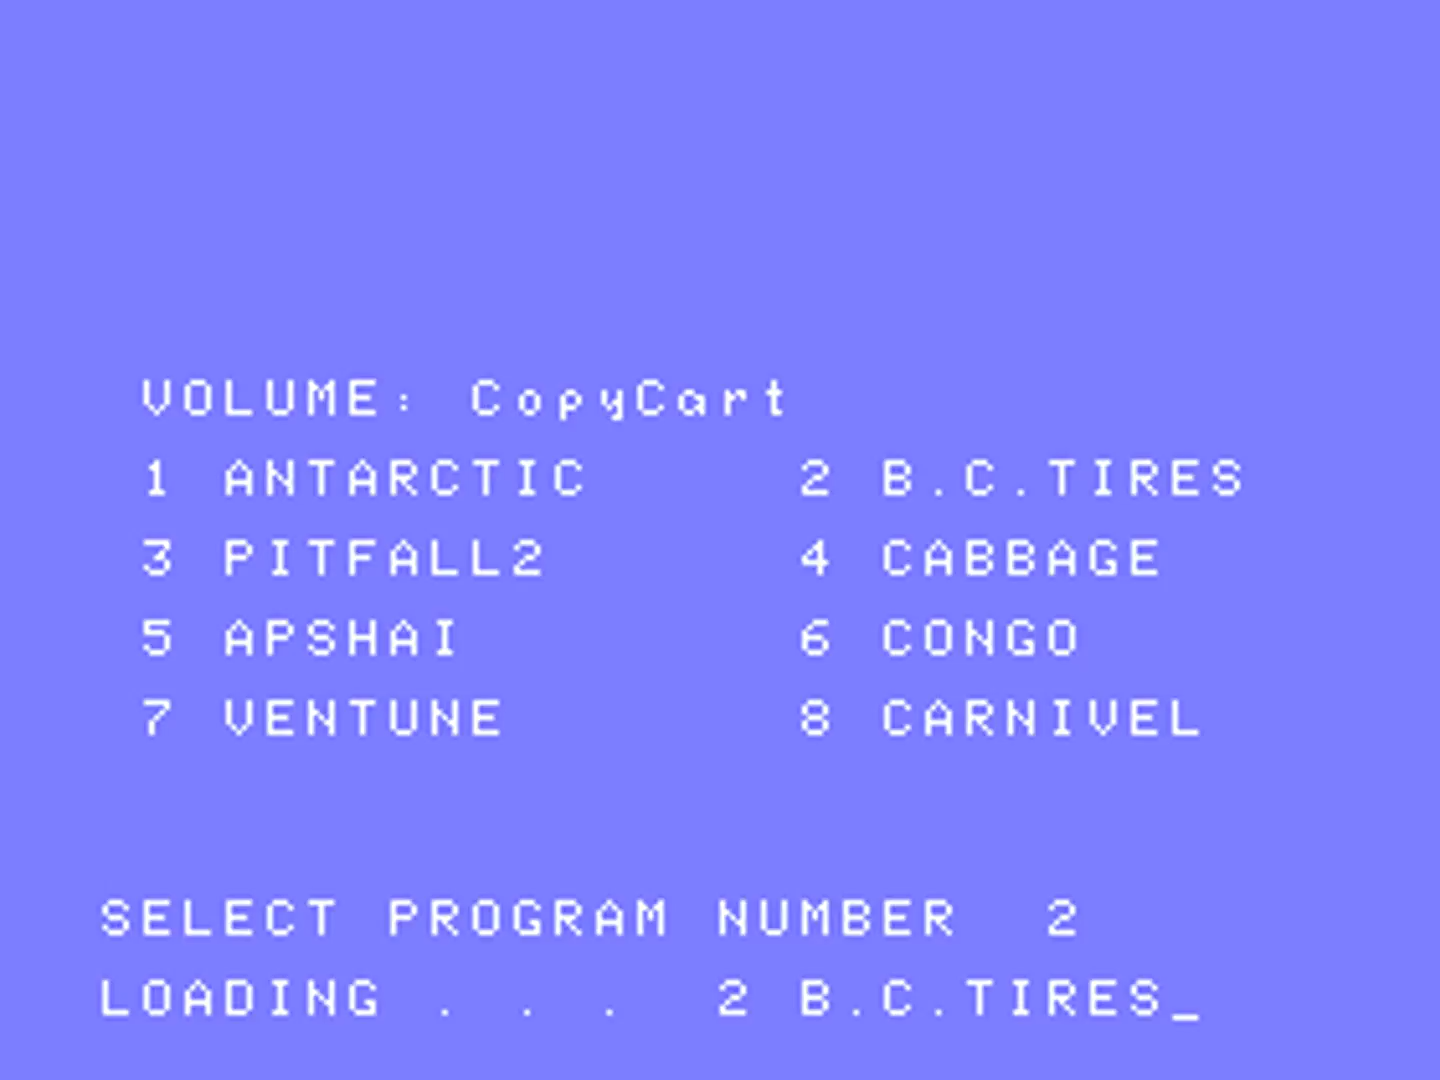 VOLUME: CopyCart
1 ANTARCTIC 2 B.C.TIRES
3 PITFALL2 4 CABBAGE
5 APSHAI 6 CONGO
7 VENTUNE 8 CARNIVEL
SELECT PROGRAM NUMBER 2
LOADING . . . 2 B.C.TIRES_